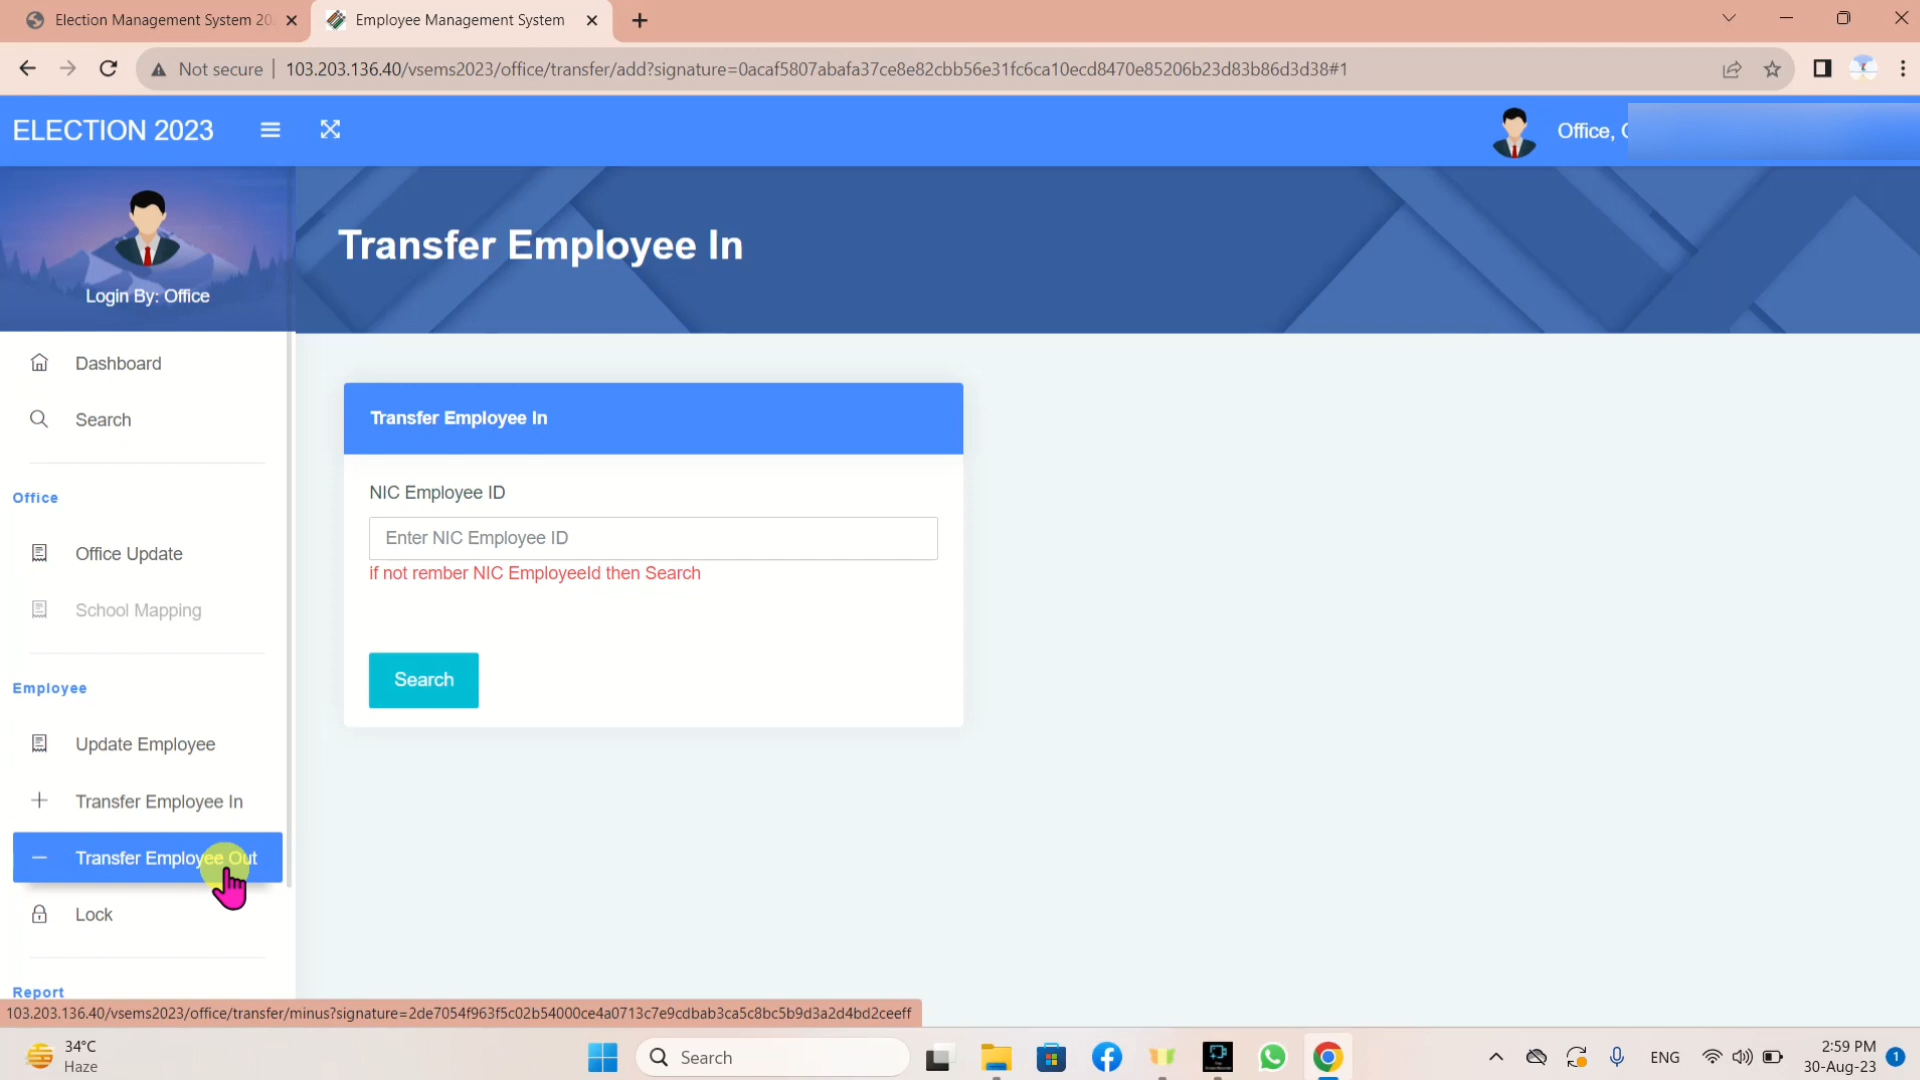 Election Management System 20
Employee Management System
Not secure
103.203.136.40/vsems2023/office/transfer/add?signature=0acaf5807abafa37ce8e82cbb56e31fc6ca10ecd8470e85206b23d83b86d3d38#1
ELECTION 2023
Office,
Login By: Office
Transfer Employee In
Dashboard
Search
Office
Office Update
School Mapping
Employee
Update Employee
Transfer Employee In
Transfer Employee Out
Lock
Report
Transfer Employee In
NIC Employee ID
Enter NIC Employee ID
if not rember NIC EmployeeId then Search
Search
103.203.136.40/vsems2023/office/transfer/minus?signature=2de7054f963f5c02b54000ce4a0713c7e9cdbab3ca5c8bc5b9d3a2d4bd2ceeff
34°C
Haze
Search
ENG
2:59 PM
30-Aug-23
1